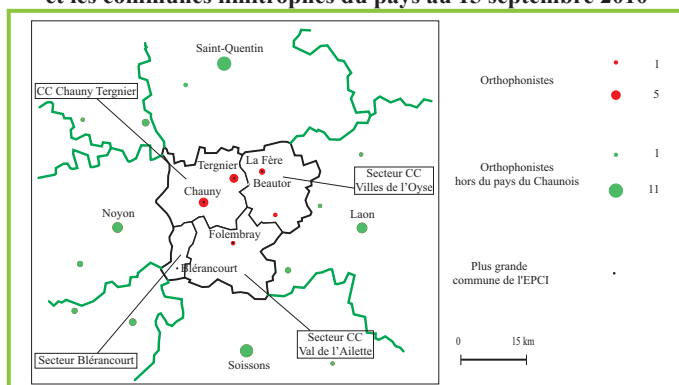 et les communes limitrophes du pays au 15 septembre 2010
Saint-Quentin
CC Chauny Tergnier
La Fère
Tergnier
Beautor
Secteur CC
Villes de l'Oyse
Chauny
Noyon
Laon
Folembray
Blérancourt
Secteur Blérancourt
Secteur CC
Val de l'Ailette
Soissons
Orthophonistes
1
5
Orthophonistes
hors du pays du Chaunois
1
11
Plus grande
commune de l'EPCI
0 15 km